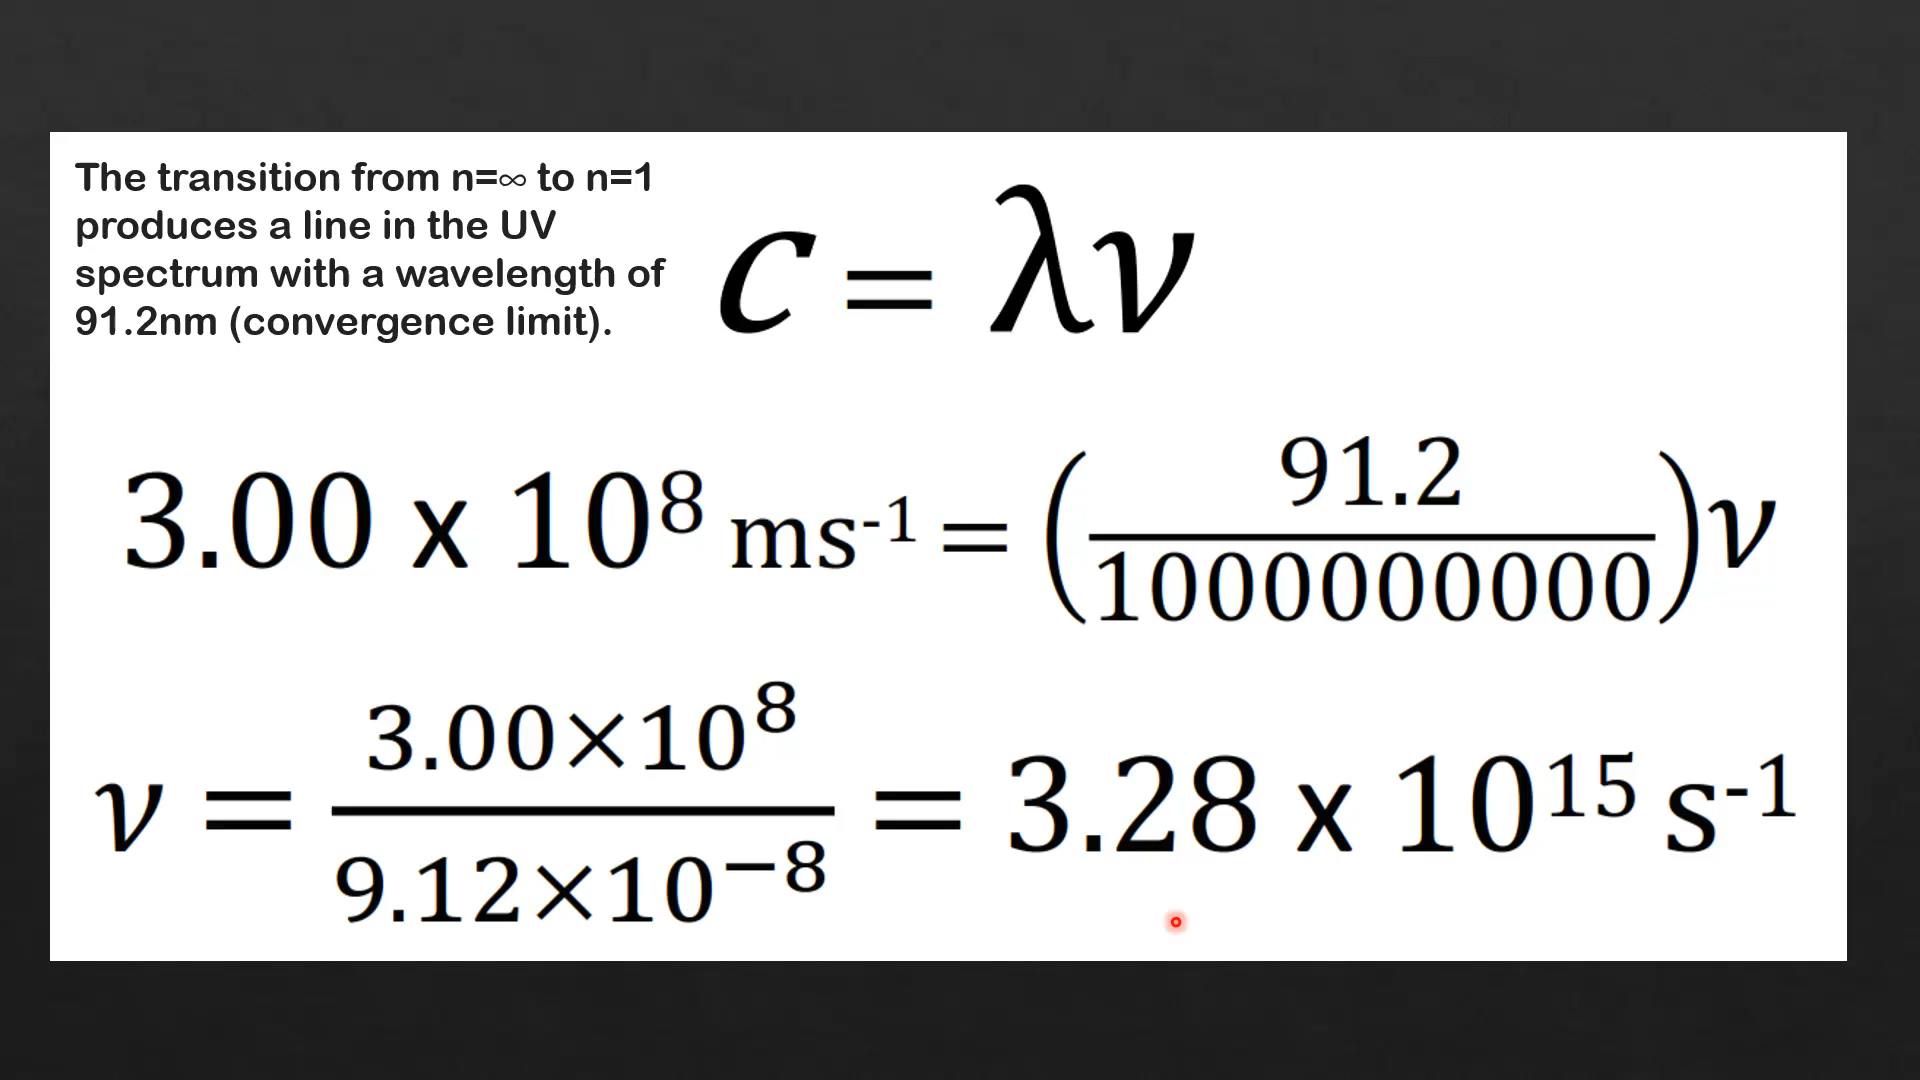 The transition from n=∞ to n=1
produces a line in the UV
spectrum with a wavelength of
91.2nm (convergence limit).
c = λν
3.00 x 10⁸ ms⁻¹ = (91.2/1000000000)ν
ν = 3.00×10⁸/9.12×10⁻⁸ = 3.28 x 10¹⁵ s⁻¹